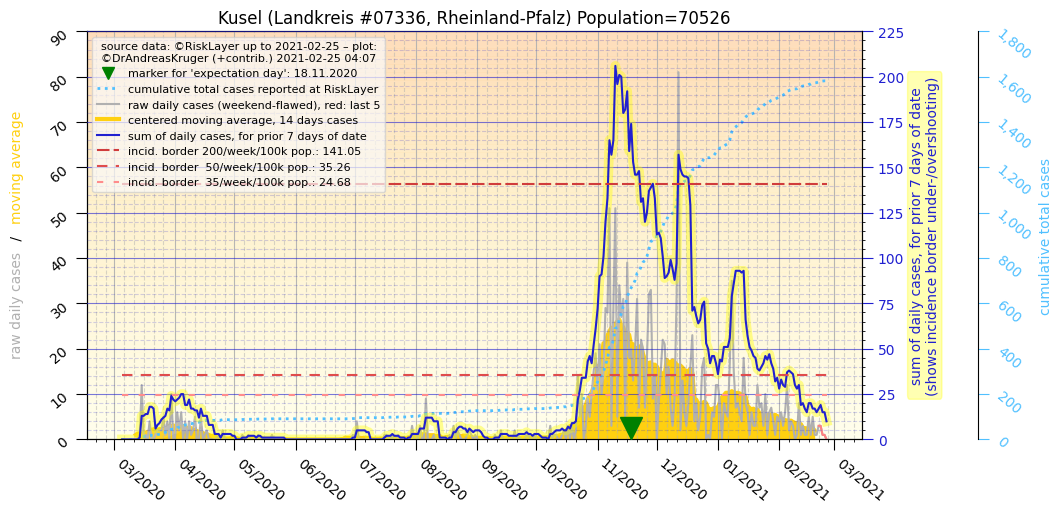 Kusel (Landkreis #07336, Rheinland-Pfalz) Population=70526
source data: ©RiskLayer up to 2021-02-25 – plot:
©DrAndreasKruger (+contrib.) 2021-02-25 04:07
marker for 'expectation day': 18.11.2020
cumulative total cases reported at RiskLayer
raw daily cases (weekend-flawed), red: last 5
centered moving average, 14 days cases
sum of daily cases, for prior 7 days of date
incid. border 200/week/100k pop.: 141.05
incid. border  50/week/100k pop.: 35.26
incid. border  35/week/100k pop.: 24.68
raw daily cases / moving average
90
80
70
60
50
40
30
20
10
0
03/2020
04/2020
05/2020
06/2020
07/2020
08/2020
09/2020
10/2020
11/2020
12/2020
01/2021
02/2021
03/2021
225
200
175
150
125
100
75
50
25
0
sum of daily cases, for prior 7 days of date
(shows incidence border under-/overshooting)
1,800
1,600
1,400
1,200
1,000
800
600
400
200
0
cumulative total cases